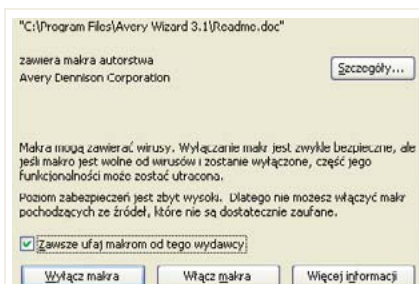 "C:\Program Files\Avery Wizard 3.1\Readme.doc"
zawiera makra autorstwa
Avery Dennison Corporation
Szczegóły...
Makra mogą zawierać wirusy. Wyłączanie makr jest zwykle bezpieczne, ale
jeśli makro jest wolne od wirusów i zostanie wyłączone, część jego
funkcjonalności może zostać utracona.
Poziom zabezpieczeń jest zbyt wysoki. Dlatego nie możesz włączyć makr
pochodzących ze źródeł, które nie są dostatecznie zaufane.
Zawsze ufaj makrom od tego wydawcy
Wyłącz makra
Włącz makra
Więcej informacji